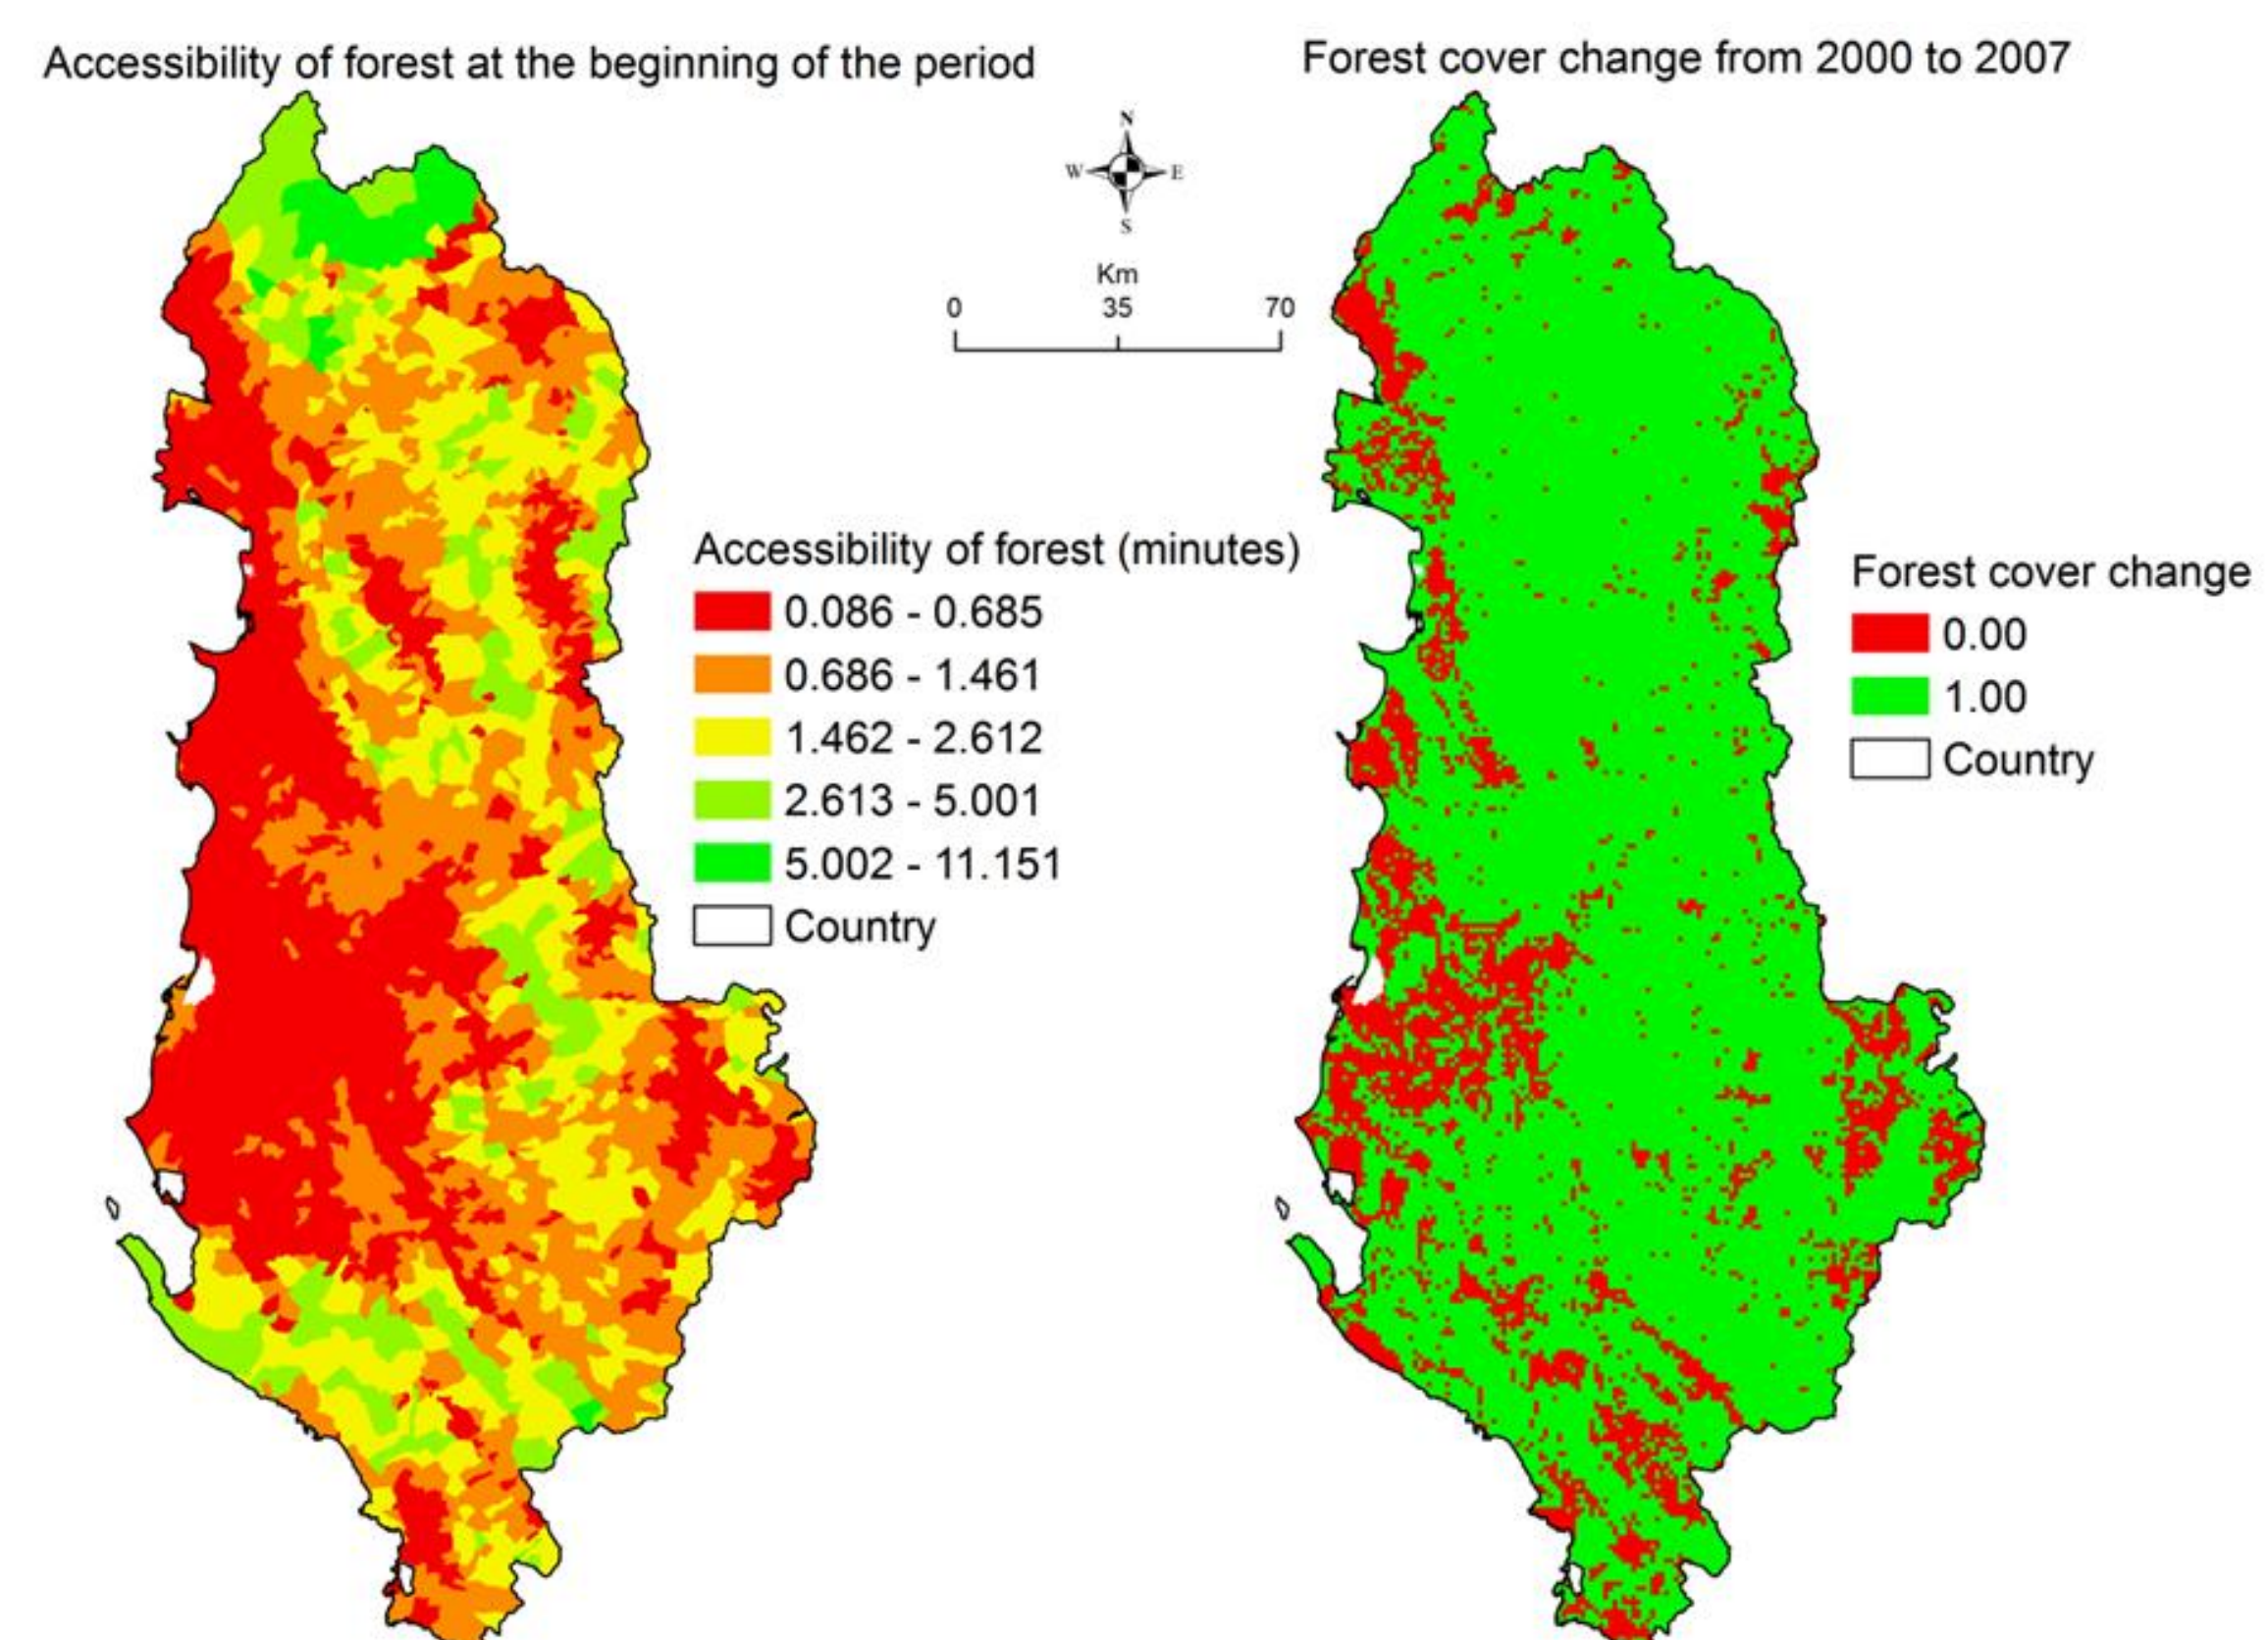 Accessibility of forest at the beginning of the period
Forest cover change from 2000 to 2007
N
W
E
S
Km
0 35 70
Accessibility of forest (minutes)
0.086 - 0.685
0.686 - 1.461
1.462 - 2.612
2.613 - 5.001
5.002 - 11.151
Country
Forest cover change
0.00
1.00
Country